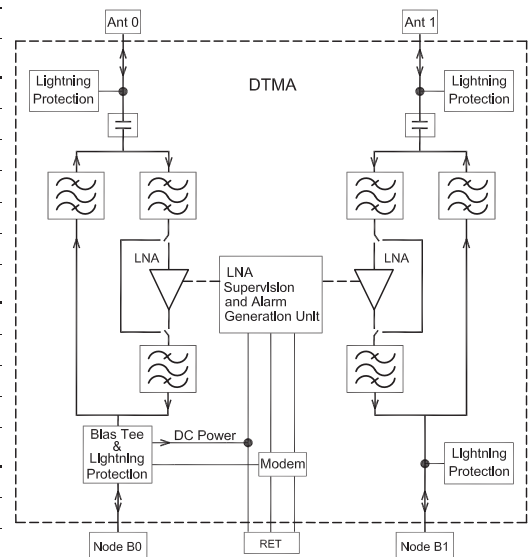 Ant 0
Ant 1
Lightning
Protection
DTMA
Lightning
Protection
LNA
LNA
Supervision
and Alarm
Generation Unit
LNA
Bias Tee
&
Lightning
Protection
DC Power
Modem
Lightning
Protection
Node B0
RET
Node B1